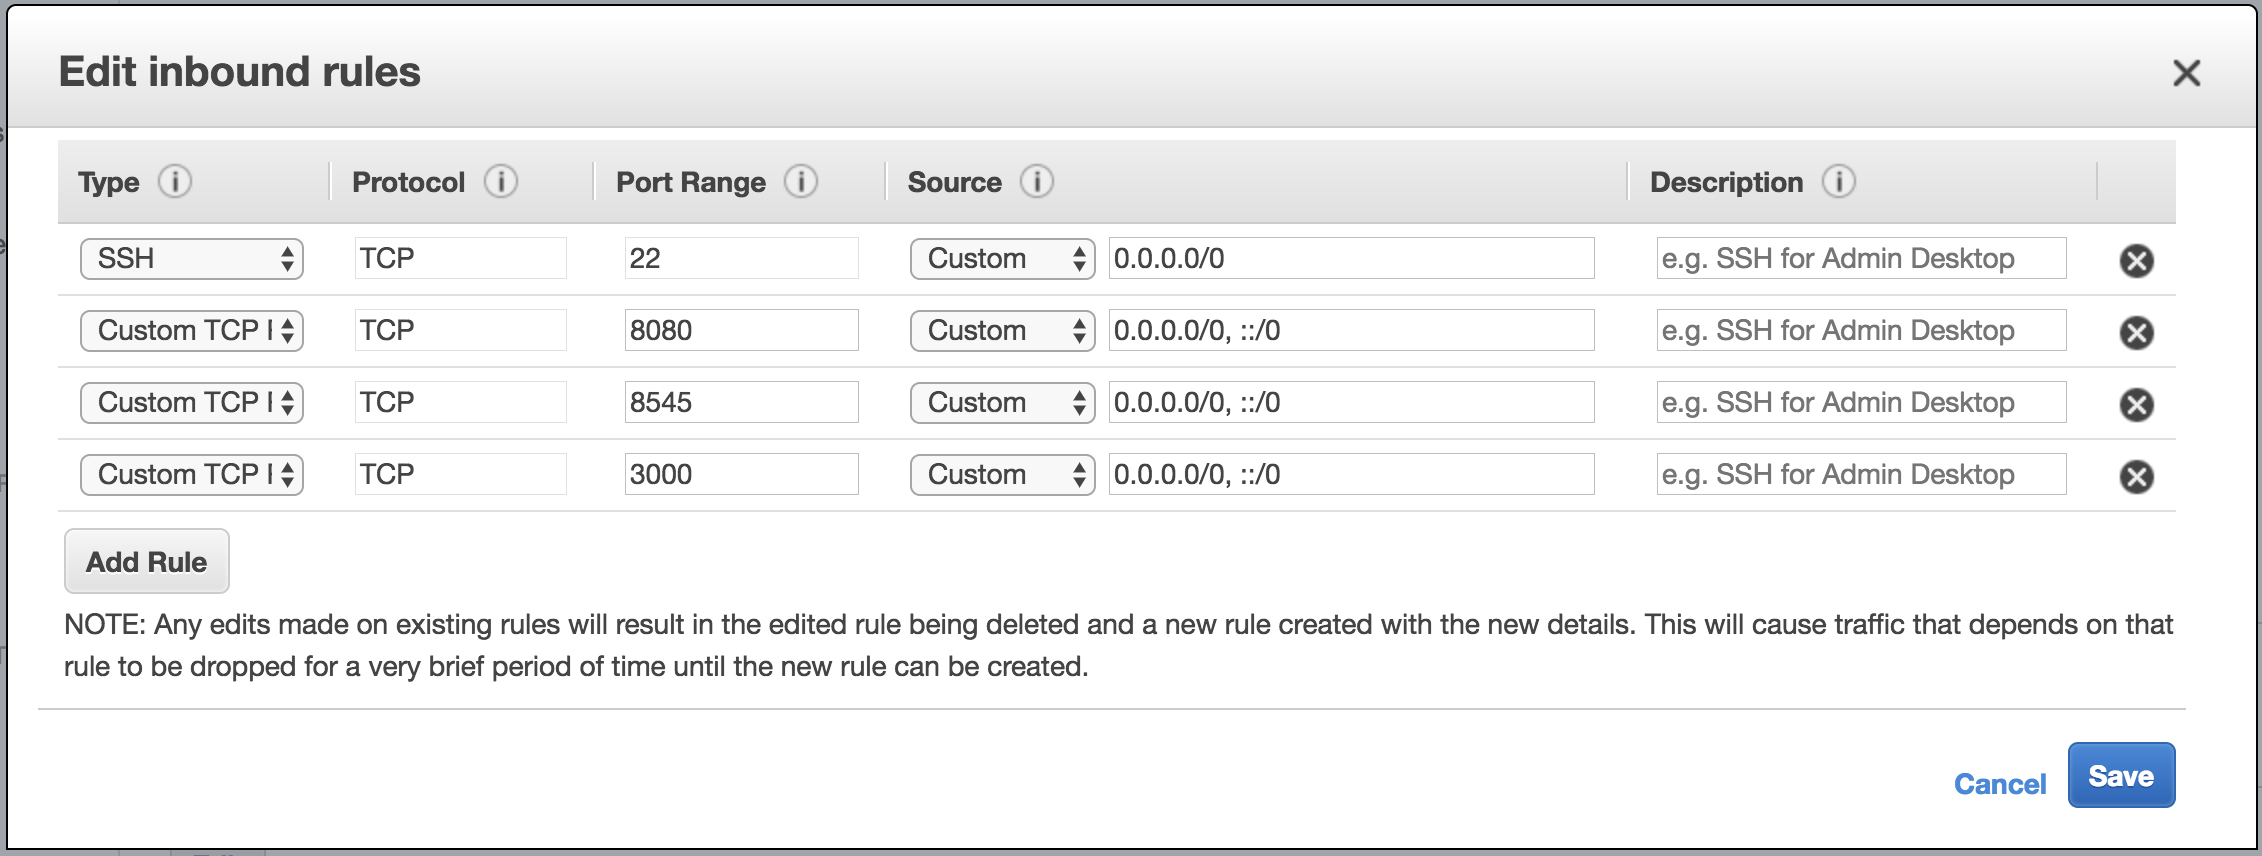 Edit inbound rules
Type Protocol Port Range Source Description
SSH TCP 22 Custom 0.0.0.0/0 e.g. SSH for Admin Desktop
Custom TCP TCP 8080 Custom 0.0.0.0/0, ::/0 e.g. SSH for Admin Desktop
Custom TCP TCP 8545 Custom 0.0.0.0/0, ::/0 e.g. SSH for Admin Desktop
Custom TCP TCP 3000 Custom 0.0.0.0/0, ::/0 e.g. SSH for Admin Desktop
Add Rule
NOTE: Any edits made on existing rules will result in the edited rule being deleted and a new rule created with the new details. This will cause traffic that depends on that
rule to be dropped for a very brief period of time until the new rule can be created.
Cancel Save